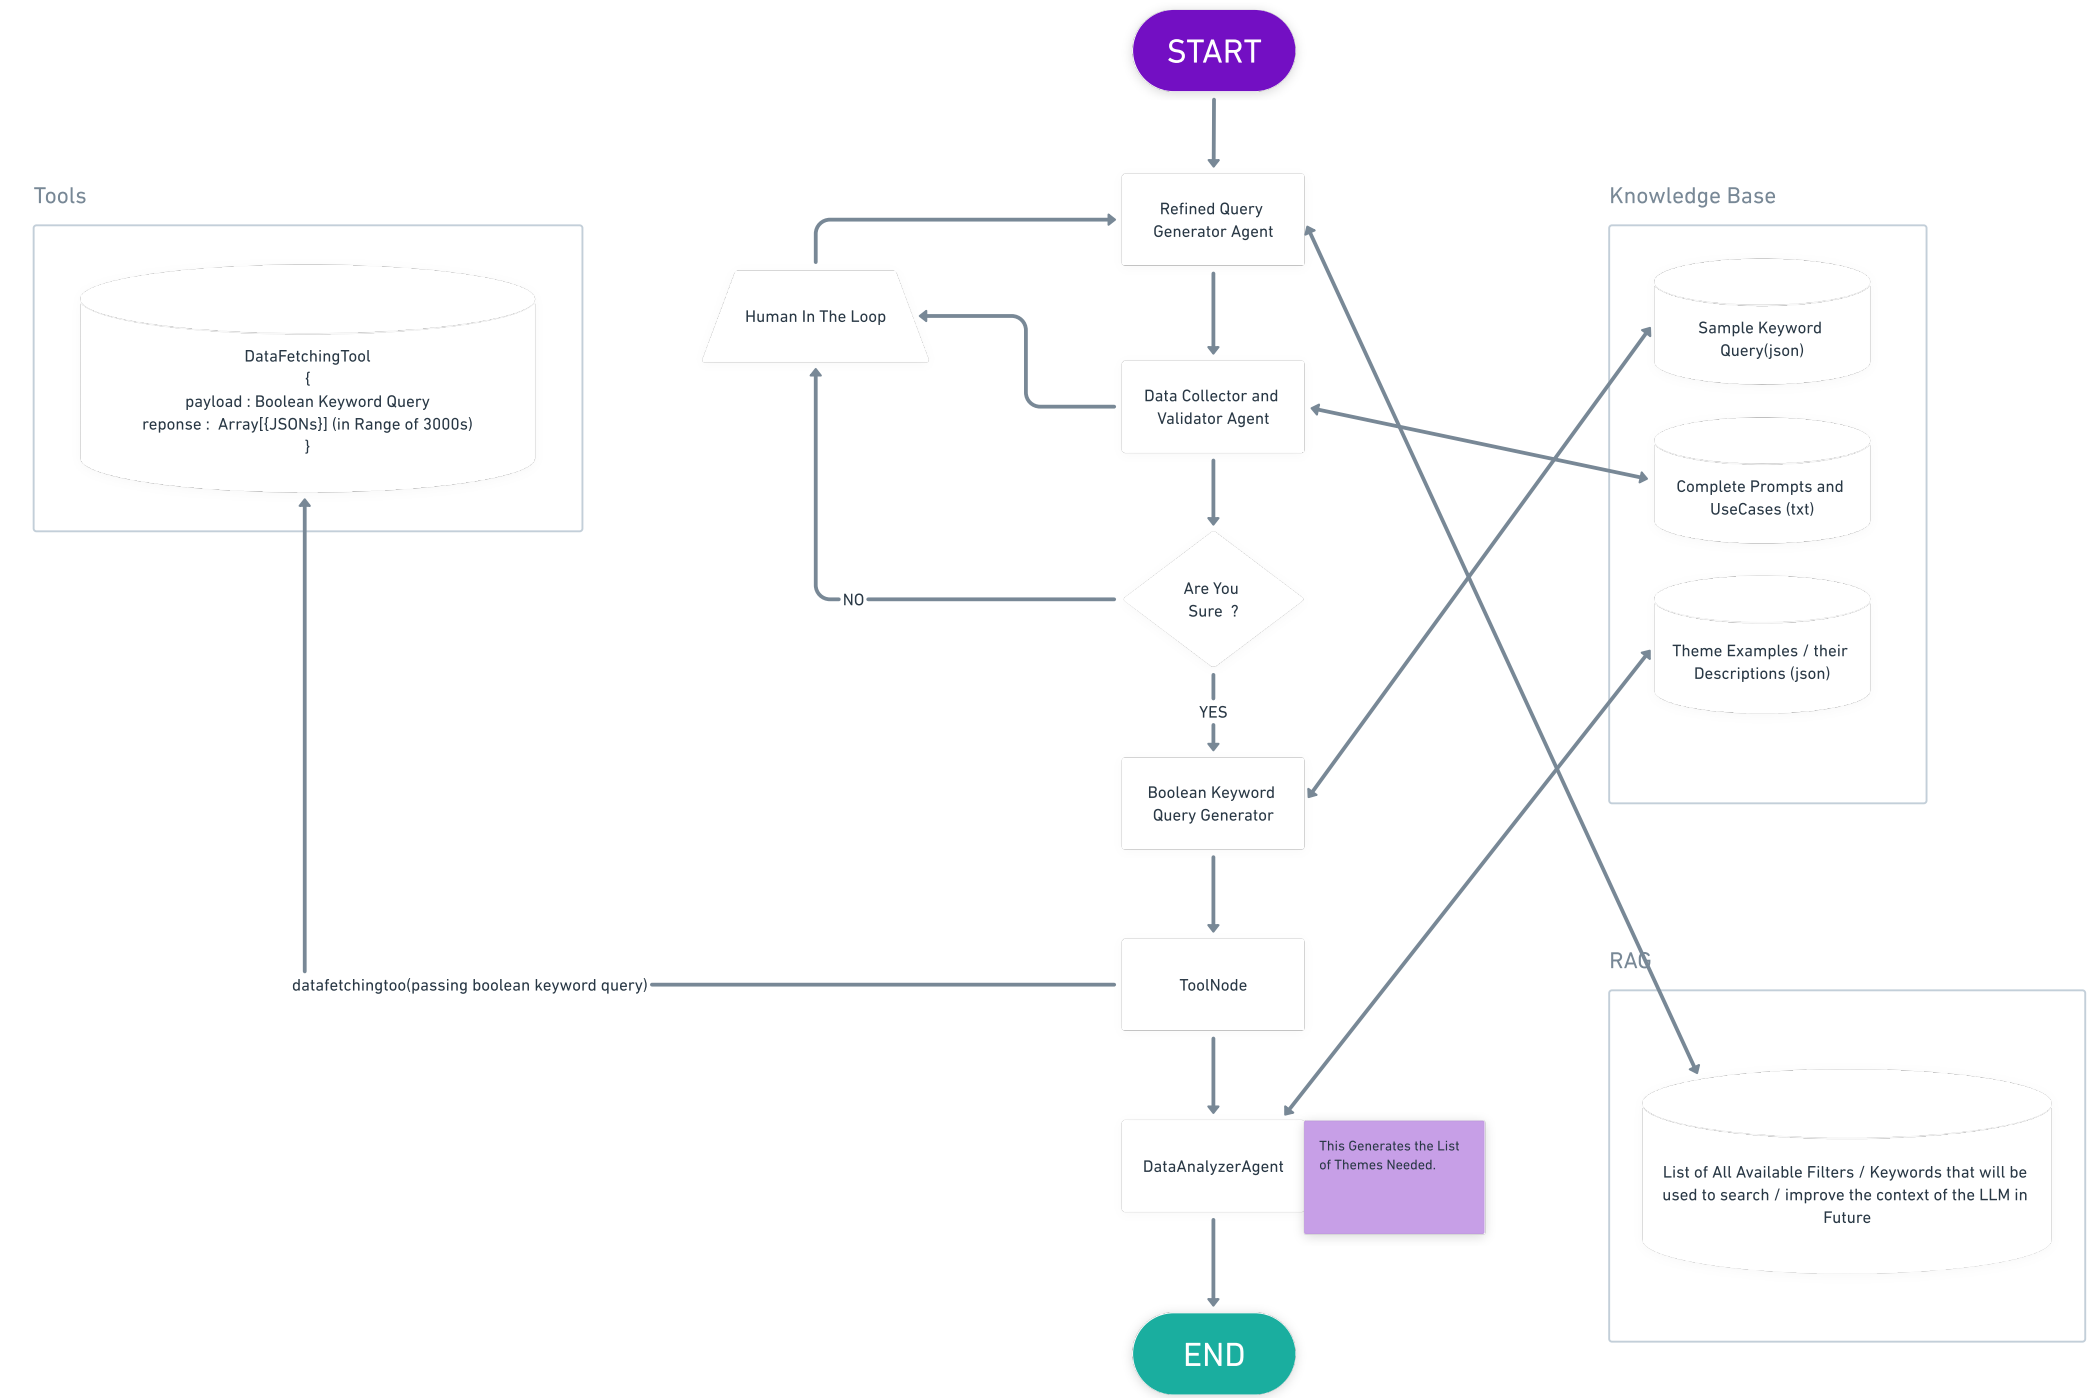 START
Tools
Knowledge Base
Refined Query
Generator Agent
Human In The Loop
Sample Keyword
Query(json)
DataFetchingTool
{
payload : Boolean Keyword Query
reponse :  Array[{JSONs}] (in Range of 3000s)
}
Data Collector and
Validator Agent
Complete Prompts and
UseCases (txt)
Are You
Sure  ?
NO
Theme Examples / their
Descriptions (json)
YES
Boolean Keyword
Query Generator
RAG
datafetchingtoo(passing boolean keyword query)
ToolNode
DataAnalyzerAgent
This Generates the List
of Themes Needed.
List of All Available Filters / Keywords that will be
used to search / improve the context of the LLM in
Future
END